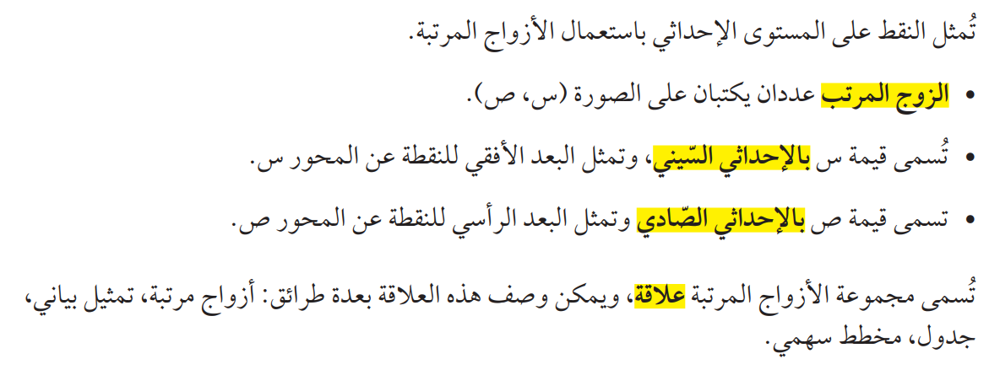 تُمثل النقط على المستوى الإحداثي باستعمال الأزواج المرتبة.
• الزوج المرتب عددان يكتبان على الصورة (س، ص).
• تُسمى قيمة س بالإحداثي السّيني، وتمثل البعد الأفقي للنقطة عن المحور س.
• تسمى قيمة ص بالإحداثي الصّادي وتمثل البعد الرأسي للنقطة عن المحور ص.
تُسمى مجموعة الأزواج المرتبة علاقة، ويمكن وصف هذه العلاقة بعدة طرائق: أزواج مرتبة، تمثيل بياني،
جدول، مخطط سهمي.